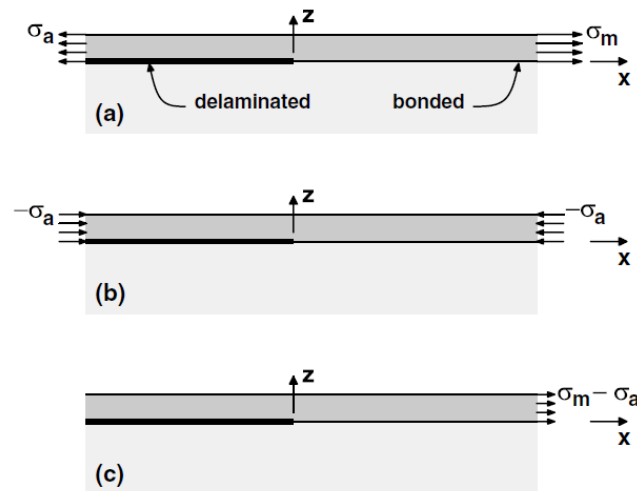 z
σa σm
x
delaminated bonded
(a)
z
−σa −σa
x
(b)
z
σm− σa
x
(c)